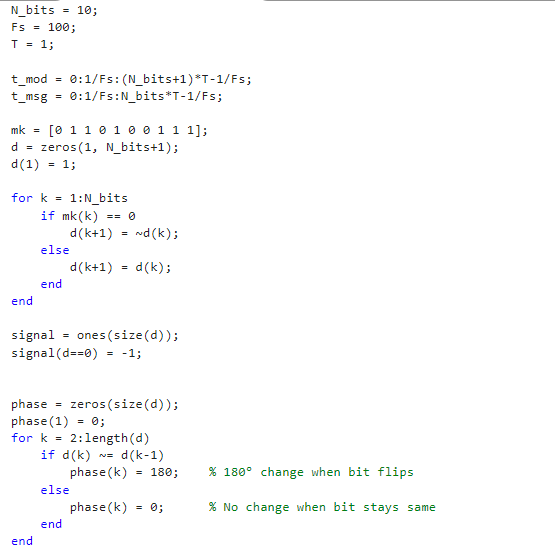 N_bits = 10;
Fs = 100;
T = 1;
t_mod = 0:1/Fs:(N_bits+1)*T-1/Fs;
t_msg = 0:1/Fs:N_bits*T-1/Fs;
mk = [0 1 1 0 1 0 0 1 1 1];
d = zeros(1, N_bits+1);
d(1) = 1;
for k = 1:N_bits
    if mk(k) == 0
        d(k+1) = ~d(k);
    else
        d(k+1) = d(k);
    end
end
signal = ones(size(d));
signal(d==0) = -1;
phase = zeros(size(d));
phase(1) = 0;
for k = 2:length(d)
    if d(k) ~= d(k-1)
        phase(k) = 180;   % 180° change when bit flips
    else
        phase(k) = 0;     % No change when bit stays same
    end
end